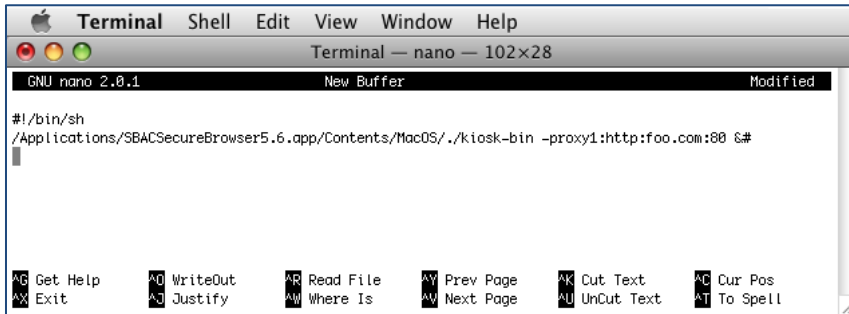 Terminal Shell Edit View Window Help
Terminal — nano — 102×28
GNU nano 2.0.1 New Buffer Modified
#!/bin/sh
/Applications/SBACSecureBrowser5.6.app/Contents/MacOS/./kiosk-bin -proxy1:http:foo.com:80 &#
^G Get Help ^O WriteOut ^R Read File ^Y Prev Page ^K Cut Text ^C Cur Pos
^X Exit ^J Justify ^W Where Is ^V Next Page ^U UnCut Text ^T To Spell